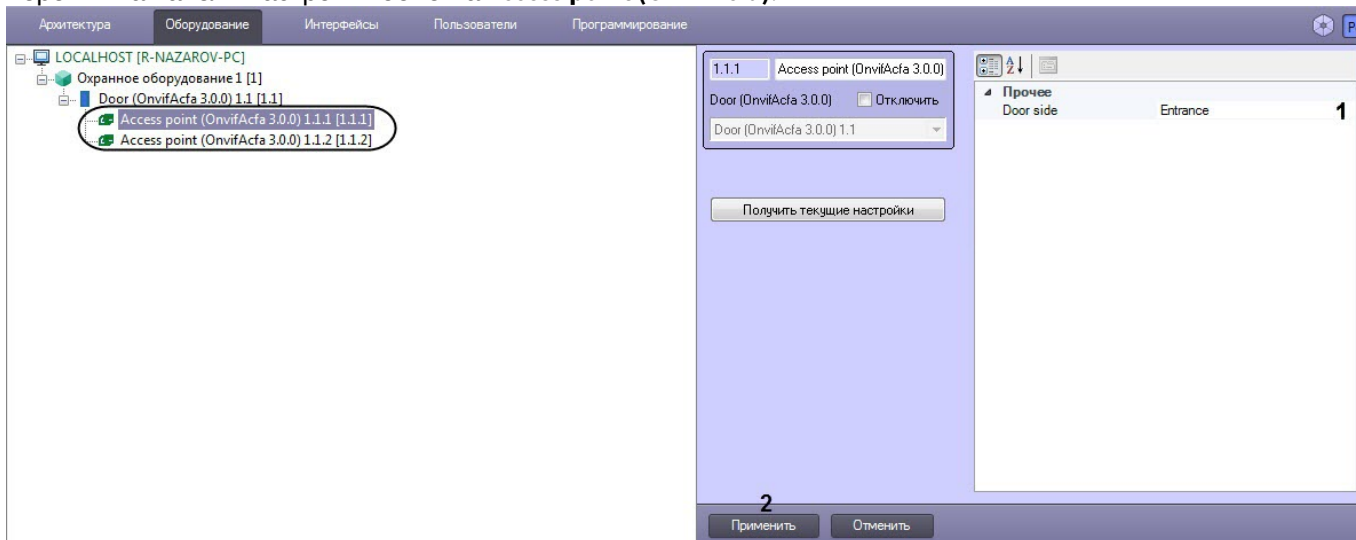 Архитектура Оборудование Интерфейсы Пользователи Программирование
LOCALHOST [R-NAZAROV-PC]
Охранное оборудование 1 [1]
Door (OnvifAcfa 3.0.0) 1.1 [1.1]
Access point (OnvifAcfa 3.0.0) 1.1.1 [1.1.1]
Access point (OnvifAcfa 3.0.0) 1.1.2 [1.1.2]
1.1.1 Access point (OnvifAcfa 3.0.0)
Door (OnvifAcfa 3.0.0) Отключить
Door (OnvifAcfa 3.0.0) 1.1
Получить текущие настройки
Прочее
Door side Entrance 1
2
Применить Отменить